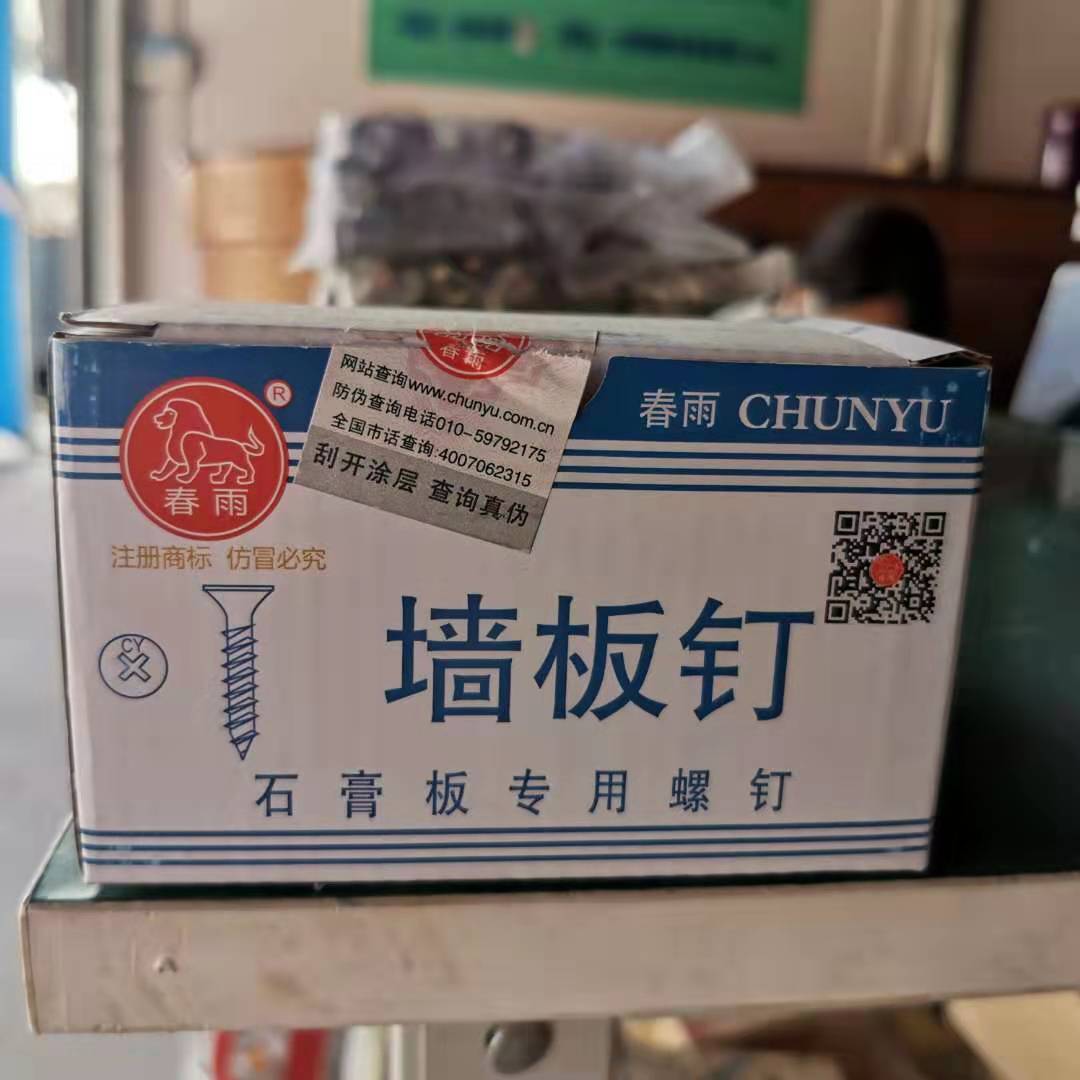 春雨
网站查询www.chunyu.com.cn
防伪查询电话010-59792175
全国市话查询:4007062315
刮开涂层 查询真伪
春雨 CHUNYU
®
春雨
注册商标 仿冒必究
CY
墙板钉
石膏板专用螺钉